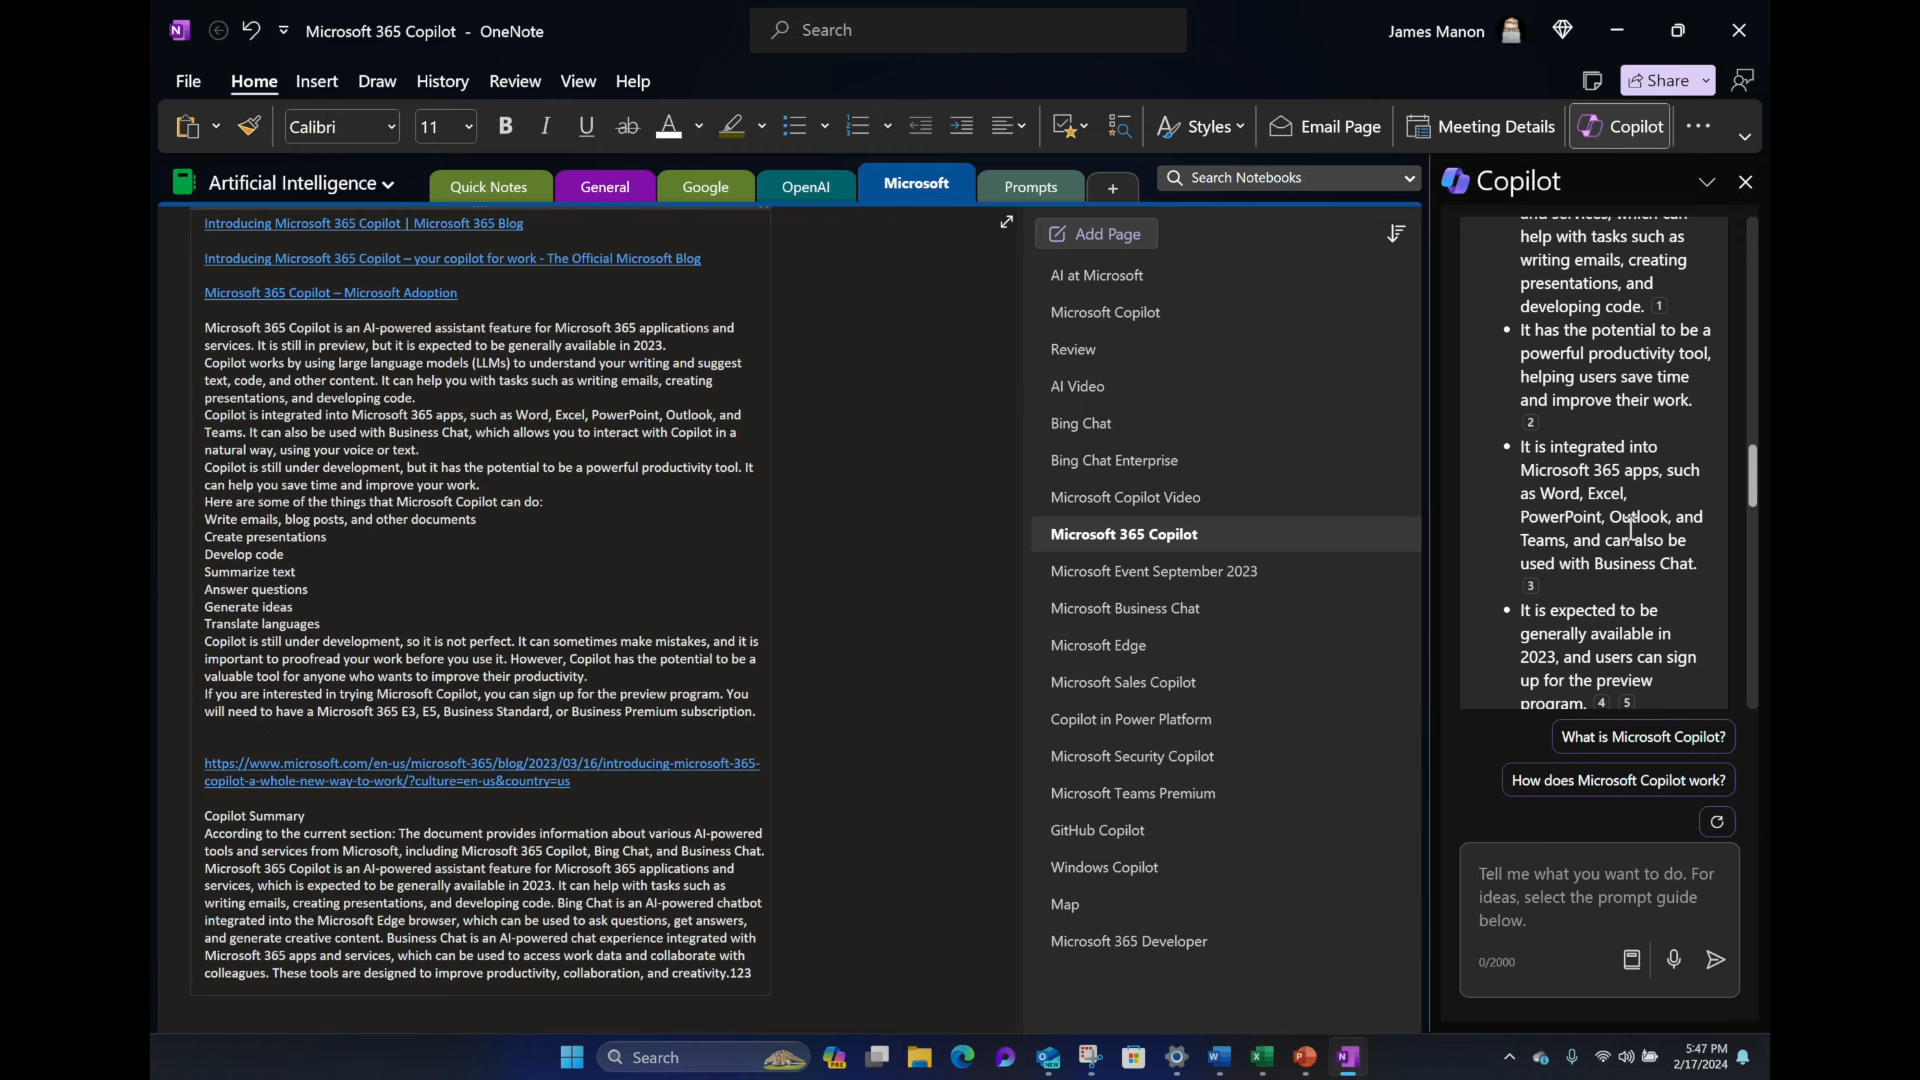 Microsoft 365 Copilot - OneNote
Search
James Manon
File
Home
Insert
Draw
History
Review
View
Help
Share
Calibri
11
B
I
U
ab
A
Styles
Email Page
Meeting Details
Copilot
Artificial Intelligence
Quick Notes
General
Google
OpenAI
Microsoft
Prompts
+
Search Notebooks
Introducing Microsoft 365 Copilot | Microsoft 365 Blog
Introducing Microsoft 365 Copilot – your copilot for work - The Official Microsoft Blog
Microsoft 365 Copilot – Microsoft Adoption
Microsoft 365 Copilot is an AI-powered assistant feature for Microsoft 365 applications and
services. It is still in preview, but it is expected to be generally available in 2023.
Copilot works by using large language models (LLMs) to understand your writing and suggest
text, code, and other content. It can help you with tasks such as writing emails, creating
presentations, and developing code.
Copilot is integrated into Microsoft 365 apps, such as Word, Excel, PowerPoint, Outlook, and
Teams. It can also be used with Business Chat, which allows you to interact with Copilot in a
natural way, using your voice or text.
Copilot is still under development, but it has the potential to be a powerful productivity tool. It
can help you save time and improve your work.
Here are some of the things that Microsoft Copilot can do:
Write emails, blog posts, and other documents
Create presentations
Develop code
Summarize text
Answer questions
Generate ideas
Translate languages
Copilot is still under development, so it is not perfect. It can sometimes make mistakes, and it is
important to proofread your work before you use it. However, Copilot has the potential to be a
valuable tool for anyone who wants to improve their productivity.
If you are interested in trying Microsoft Copilot, you can sign up for the preview program. You
will need to have a Microsoft 365 E3, E5, Business Standard, or Business Premium subscription.
https://www.microsoft.com/en-us/microsoft-365/blog/2023/03/16/introducing-microsoft-365-
copilot-a-whole-new-way-to-work/?culture=en-us&country=us
Copilot Summary
According to the current section: The document provides information about various AI-powered
tools and services from Microsoft, including Microsoft 365 Copilot, Bing Chat, and Business Chat.
Microsoft 365 Copilot is an AI-powered assistant feature for Microsoft 365 applications and
services, which is expected to be generally available in 2023. It can help with tasks such as
writing emails, creating presentations, and developing code. Bing Chat is an AI-powered chatbot
integrated into the Microsoft Edge browser, which can be used to ask questions, get answers,
and generate creative content. Business Chat is an AI-powered chat experience integrated with
Microsoft 365 apps and services, which can be used to access work data and collaborate with
colleagues. These tools are designed to improve productivity, collaboration, and creativity.123
Add Page
AI at Microsoft
Microsoft Copilot
Review
AI Video
Bing Chat
Bing Chat Enterprise
Microsoft Copilot Video
Microsoft 365 Copilot
Microsoft Event September 2023
Microsoft Business Chat
Microsoft Edge
Microsoft Sales Copilot
Copilot in Power Platform
Microsoft Security Copilot
Microsoft Teams Premium
GitHub Copilot
Windows Copilot
Map
Microsoft 365 Developer
Copilot
and services, which can
help with tasks such as
writing emails, creating
presentations, and
developing code. 1
• It has the potential to be a
powerful productivity tool,
helping users save time
and improve their work.
2
• It is integrated into
Microsoft 365 apps, such
as Word, Excel,
PowerPoint, Outlook, and
Teams, and can also be
used with Business Chat.
3
• It is expected to be
generally available in
2023, and users can sign
up for the preview
program. 4 5
What is Microsoft Copilot?
How does Microsoft Copilot work?
Tell me what you want to do. For
ideas, select the prompt guide
below.
0/2000
Search
PRE
NEW
5:47 PM
2/17/2024